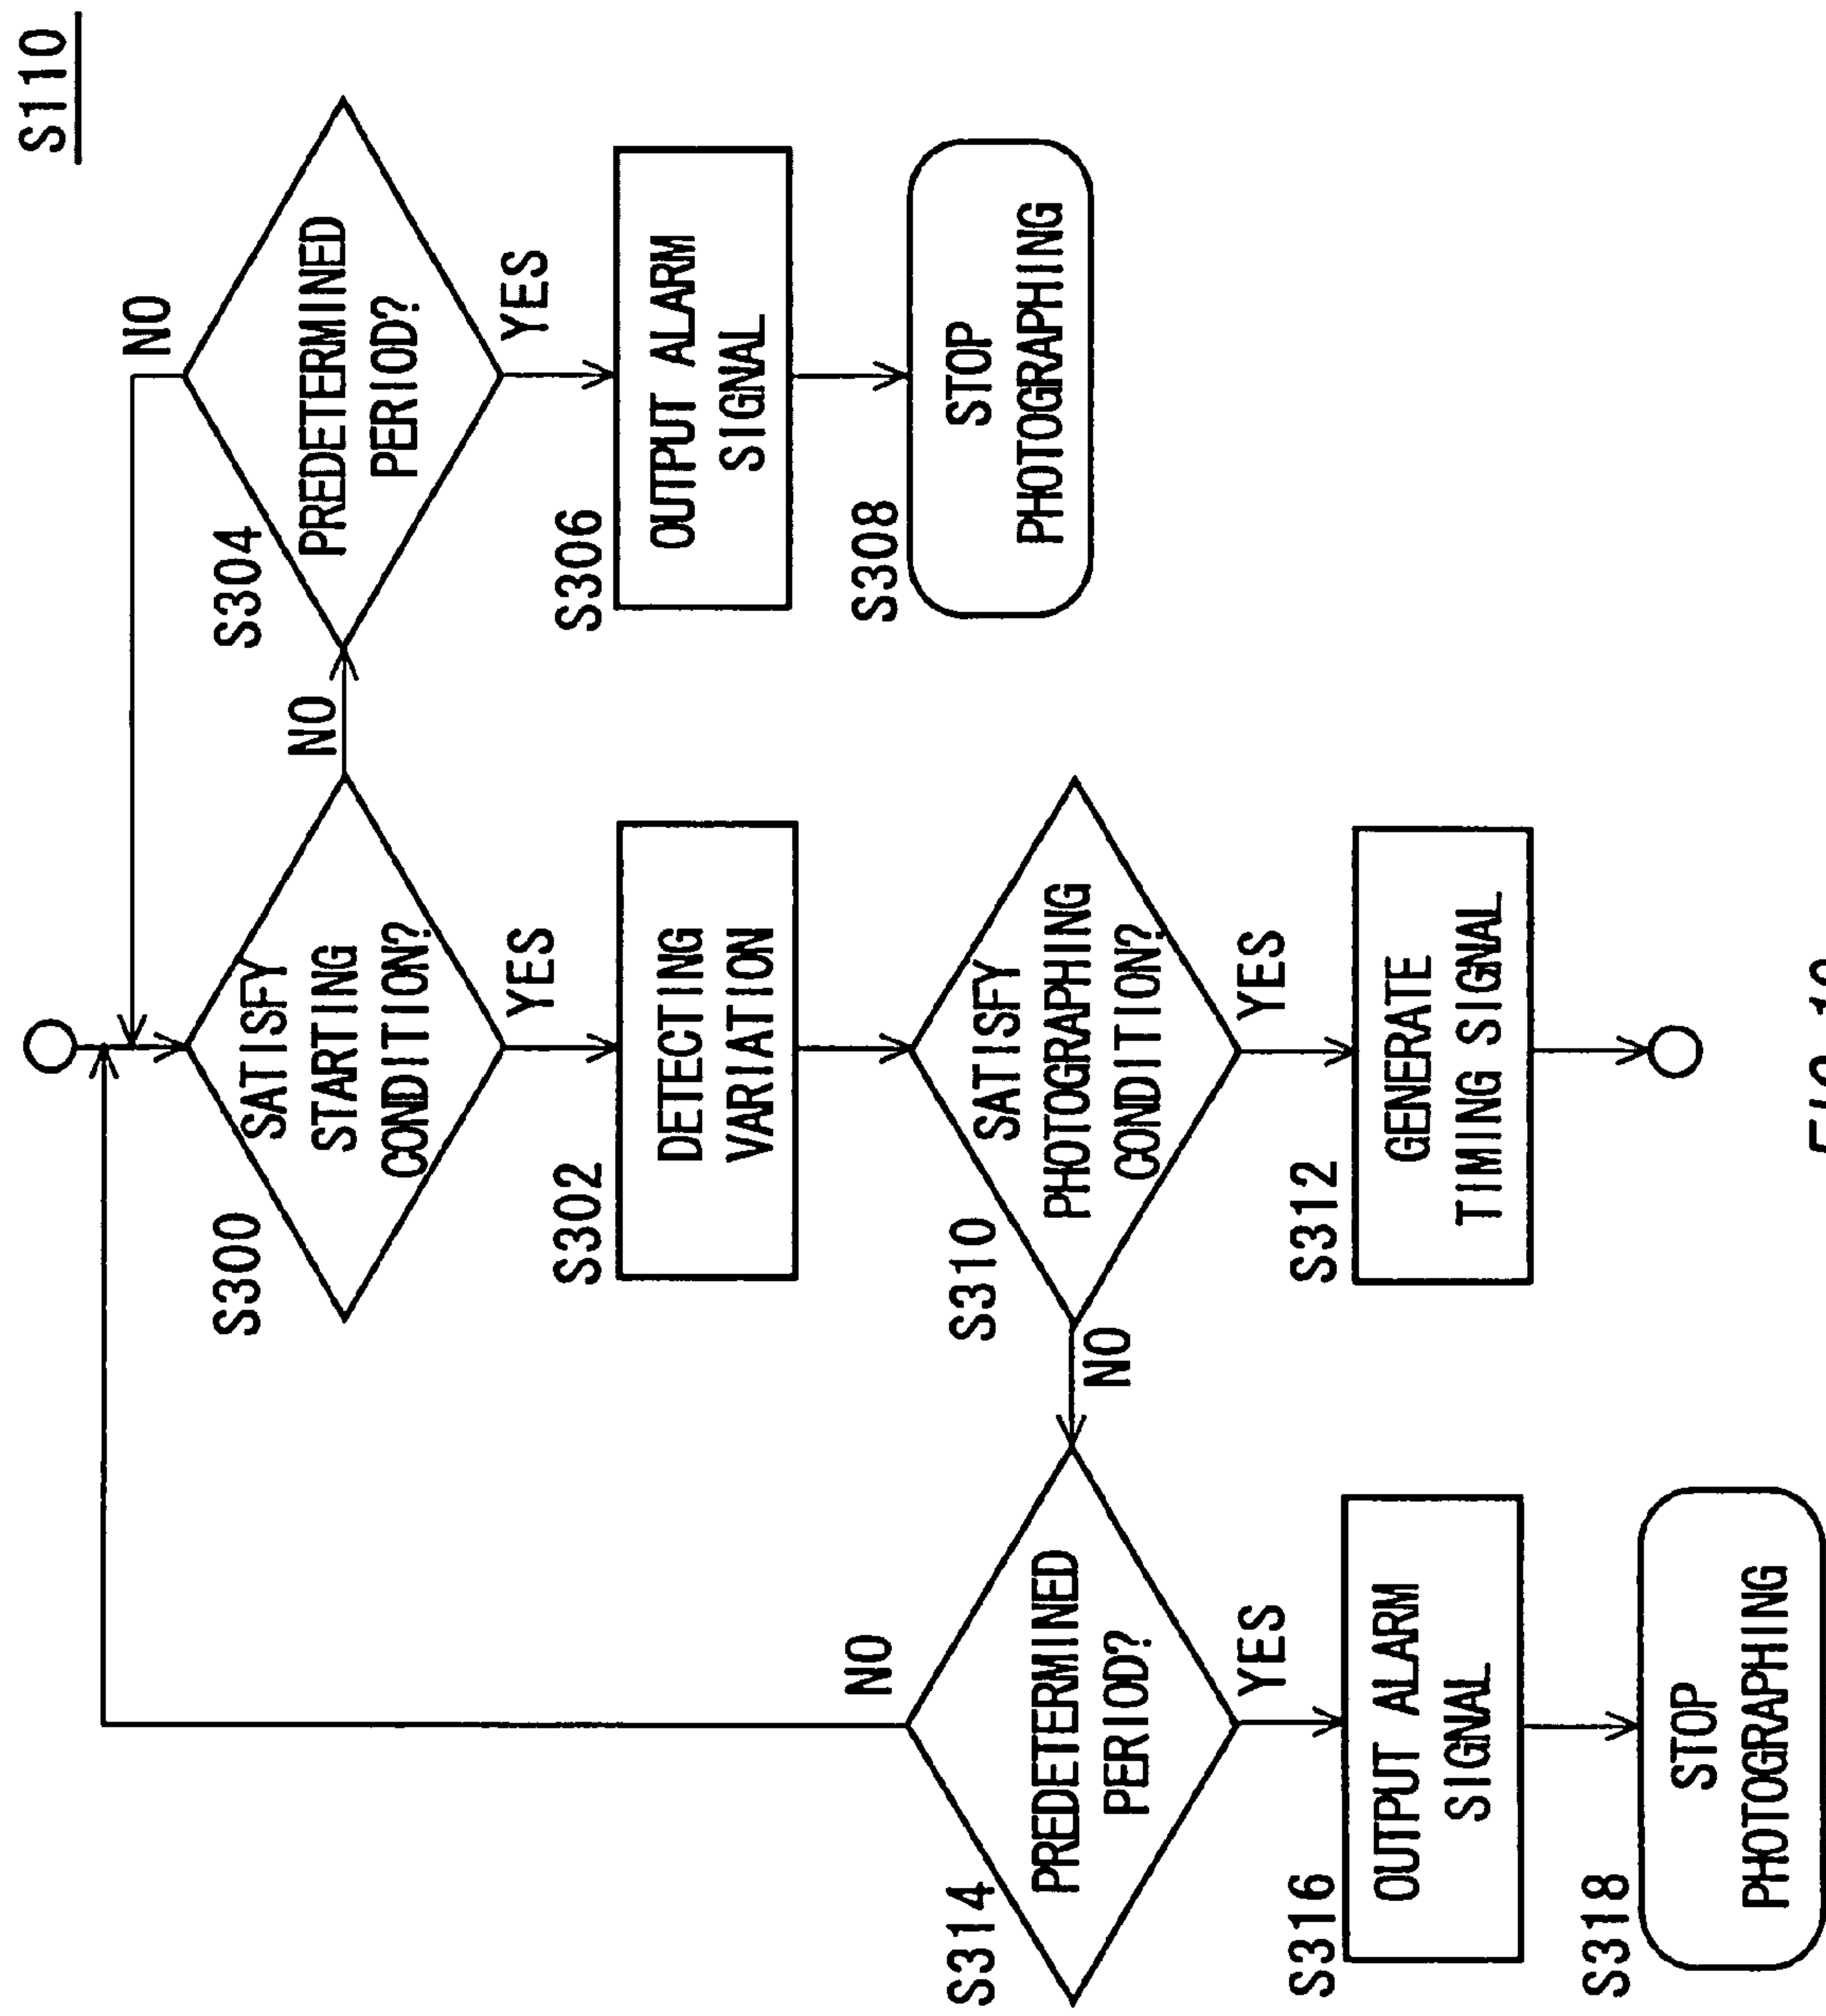 S110
S300
SATISFY
STARTING
CONDITION?
NO
YES
S304
PREDETERMINED
PERIOD?
NO
YES
S302
DETECTING
VARIATION
S306
OUTPUT ALARM
SIGNAL
S308
STOP
PHOTOGRAPHING
S310
SATISFY
PHOTOGRAPHING
CONDITION?
NO
YES
S314
PREDETERMINED
PERIOD?
NO
YES
S312
GENERATE
TIMING SIGNAL
S316
OUTPUT ALARM
SIGNAL
S318
STOP
PHOTOGRAPHING